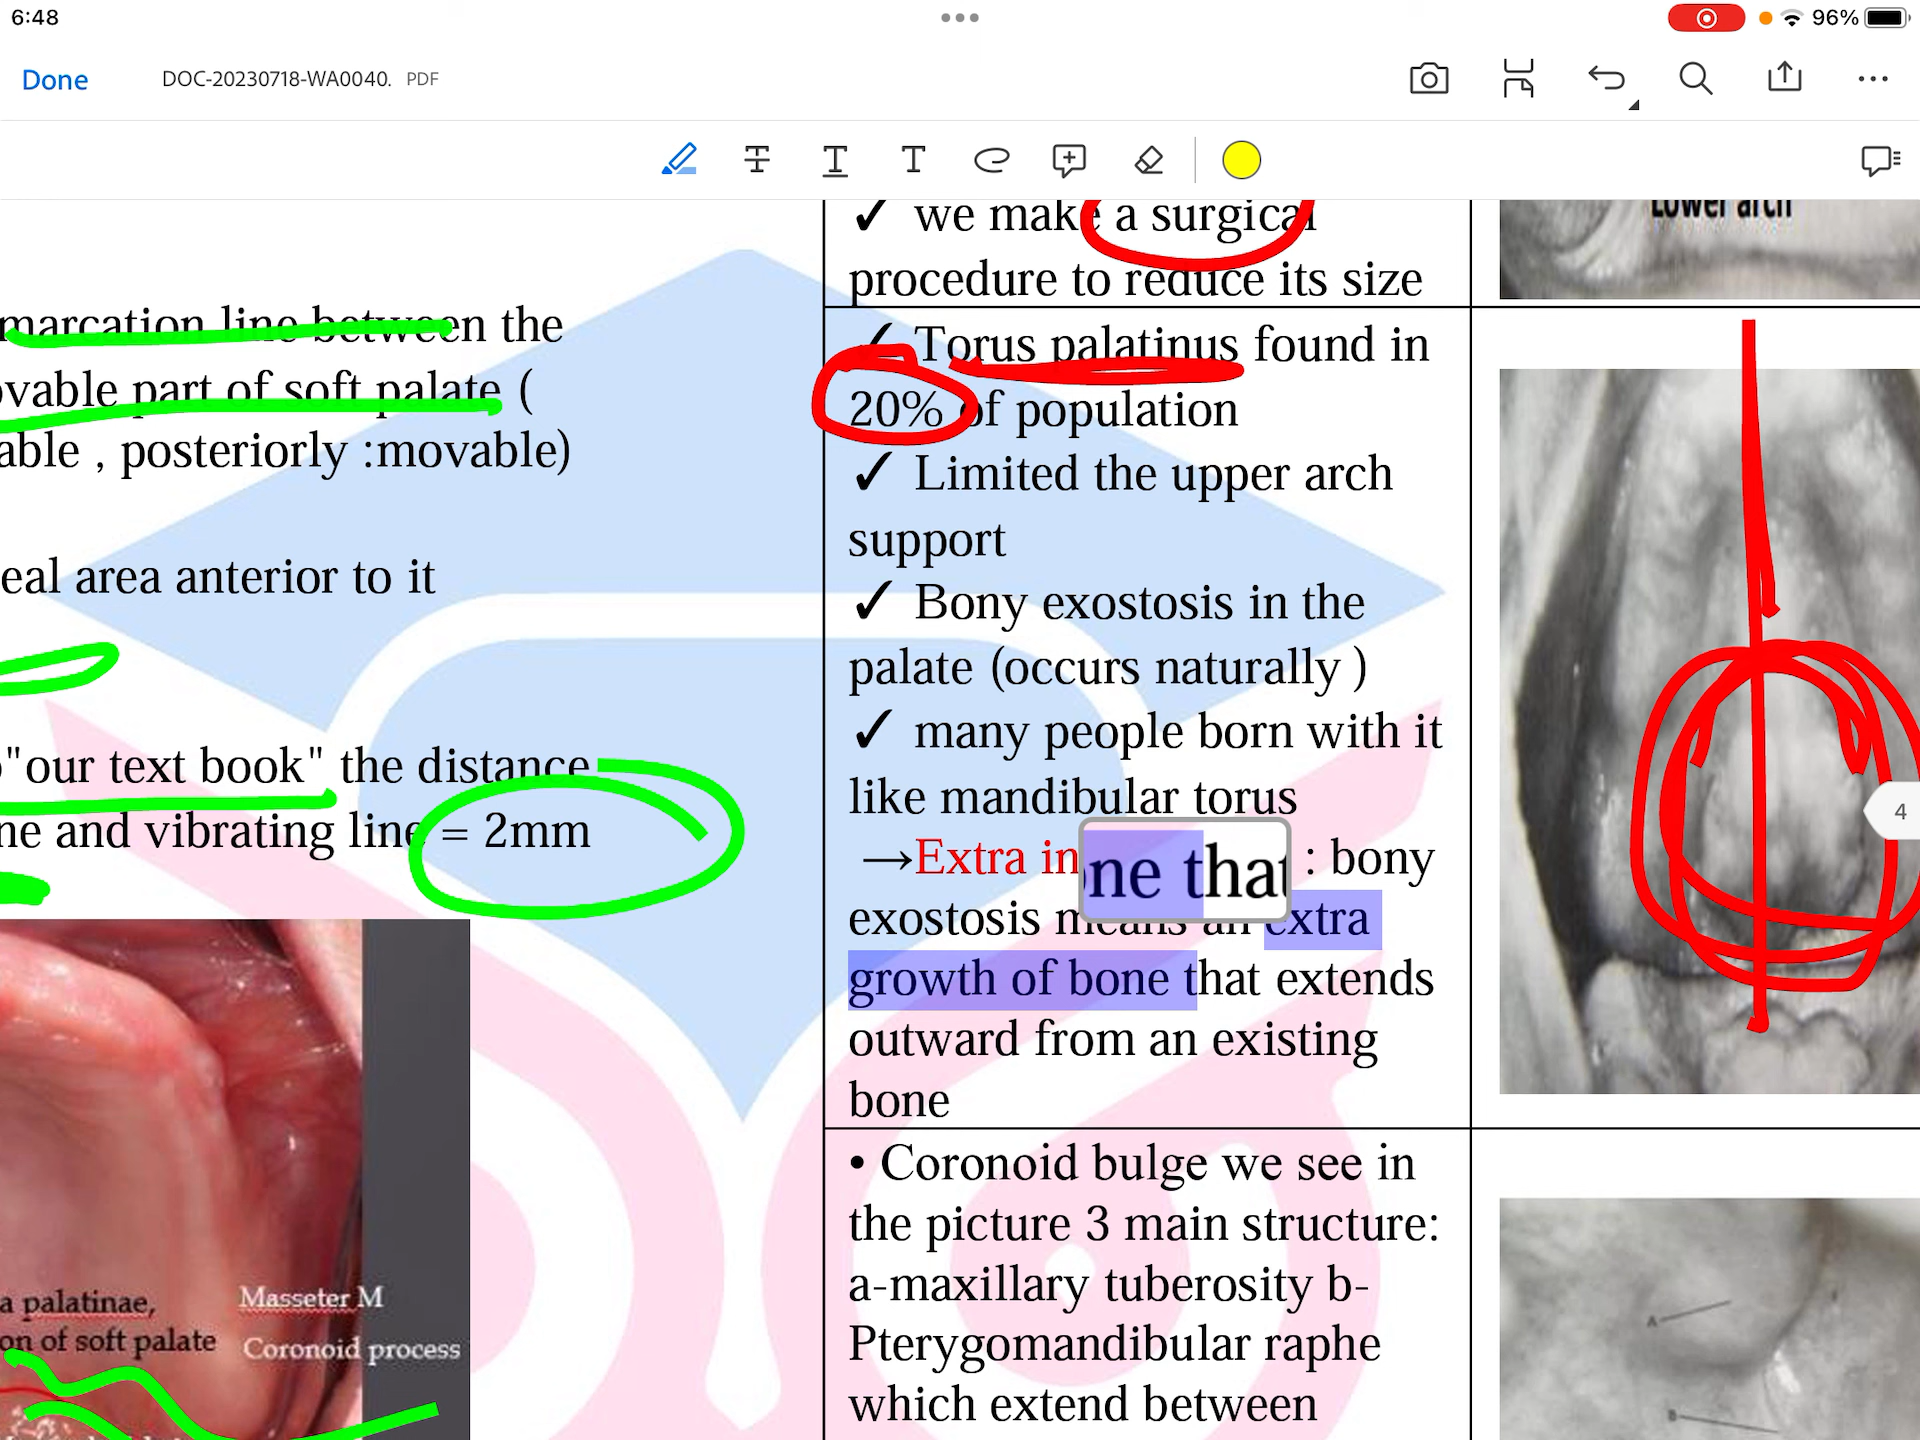 6:48
96%
Done
DOC-20230718-WA0040. PDF
marcation line between the
ovable part of soft palate (
able , posteriorly :movable)
eal area anterior to it
"our text book" the distance
ne and vibrating line = 2mm
a palatinae,
on of soft palate
Masseter M
Coronoid process
✓ we make a surgical
procedure to reduce its size
✓ Torus palatinus found in
20% of population
✓ Limited the upper arch
support
✓ Bony exostosis in the
palate (occurs naturally )
✓ many people born with it
like mandibular torus
→Extra in : bony
ne that
exostosis means an extra
growth of bone that extends
outward from an existing
bone
• Coronoid bulge we see in
the picture 3 main structure:
a-maxillary tuberosity b-
Pterygomandibular raphe
which extend between
Lower arch
4
A
B